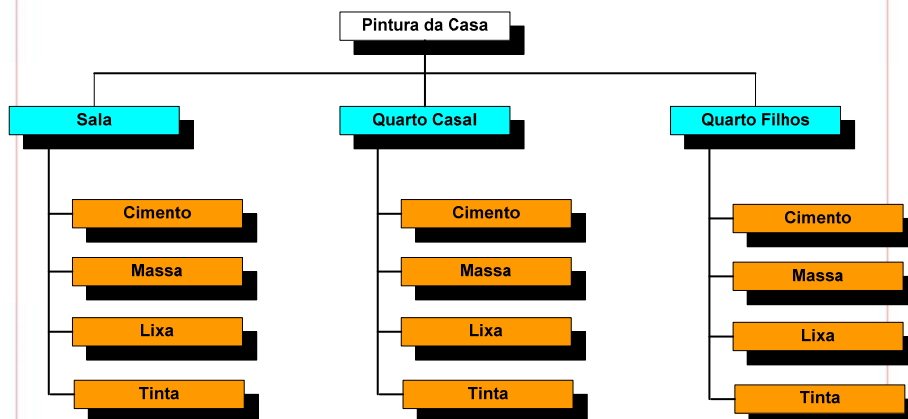 Pintura da Casa
Sala
Quarto Casal
Quarto Filhos
Cimento
Massa
Lixa
Tinta
Cimento
Massa
Lixa
Tinta
Cimento
Massa
Lixa
Tinta